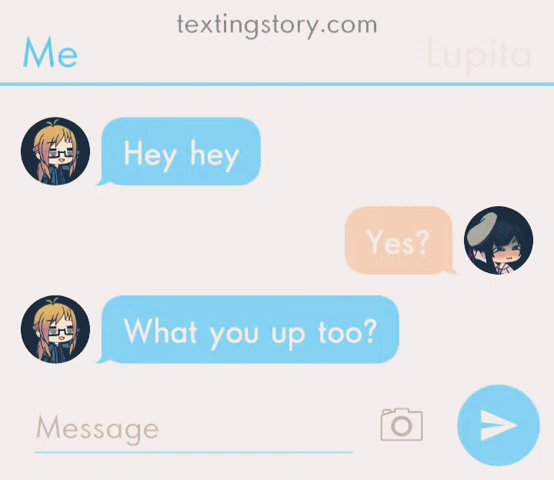 textingstory.com
Me Lupita
Hey hey
Yes?
What you up too?
Message